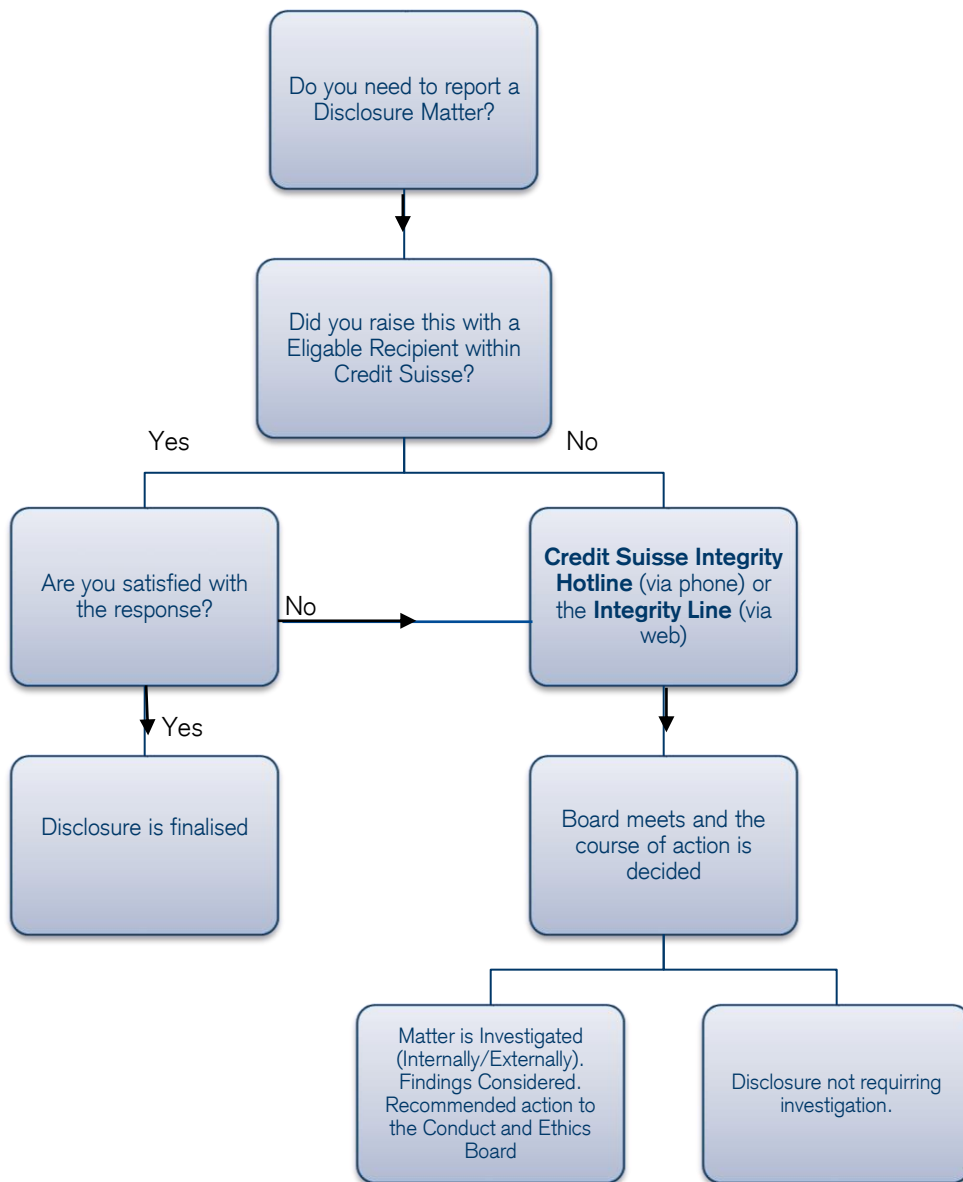 Do you need to report a
Disclosure Matter?
Did you raise this with a
Eligable Recipient within
Credit Suisse?
Yes
No
Are you satisfied with
the response?
No
Credit Suisse Integrity
Hotline (via phone) or
the Integrity Line (via
web)
Yes
Disclosure is finalised
Board meets and the
course of action is
decided
Matter is Investigated
(Internally/Externally).
Findings Considered.
Recommended action to
the Conduct and Ethics
Board
Disclosure not requirring
investigation.